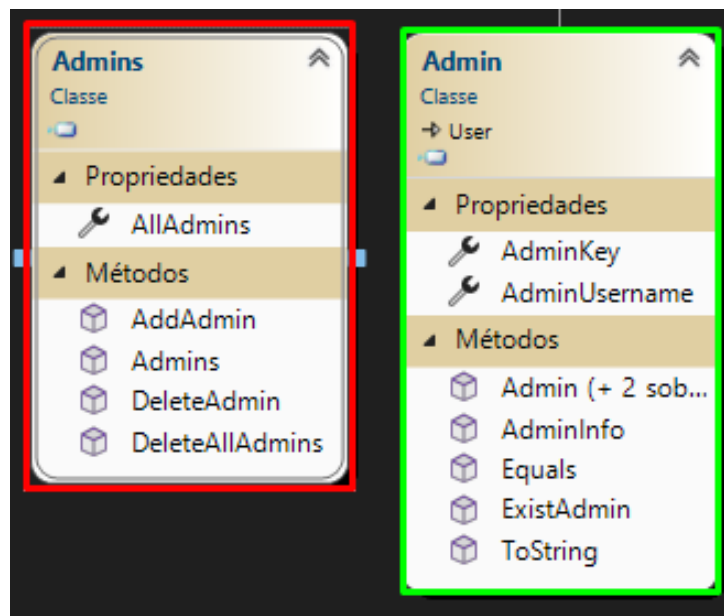 Admins
Classe
Propriedades
AllAdmins
Métodos
AddAdmin
Admins
DeleteAdmin
DeleteAllAdmins
Admin
Classe
User
Propriedades
AdminKey
AdminUsername
Métodos
Admin (+ 2 sob...
AdminInfo
Equals
ExistAdmin
ToString